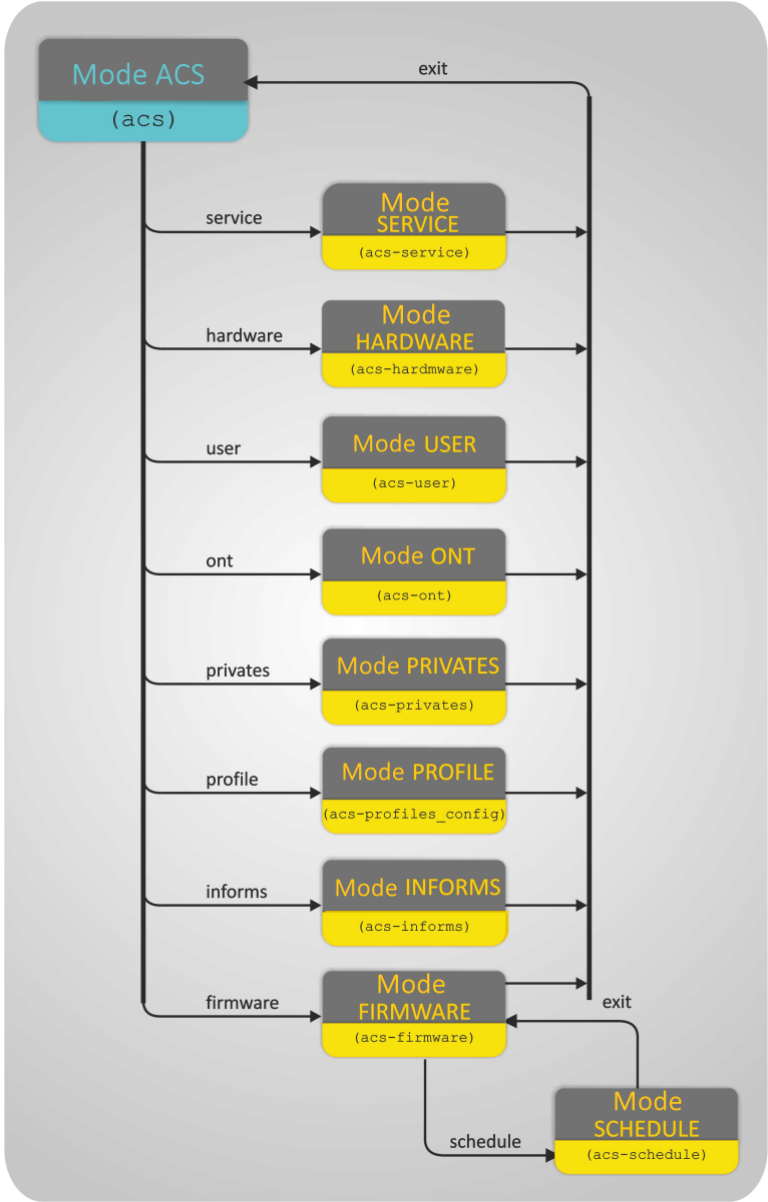 Mode ACS
(acs)
exit
service
Mode
SERVICE
(acs-service)
hardware
Mode
HARDWARE
(acs-hardmware)
user
Mode USER
(acs-user)
ont
Mode ONT
(acs-ont)
privates
Mode PRIVATES
(acs-privates)
profile
Mode PROFILE
(acs-profiles_config)
informs
Mode INFORMS
(acs-informs)
firmware
Mode
FIRMWARE
(acs-firmware)
exit
schedule
Mode
SCHEDULE
(acs-schedule)